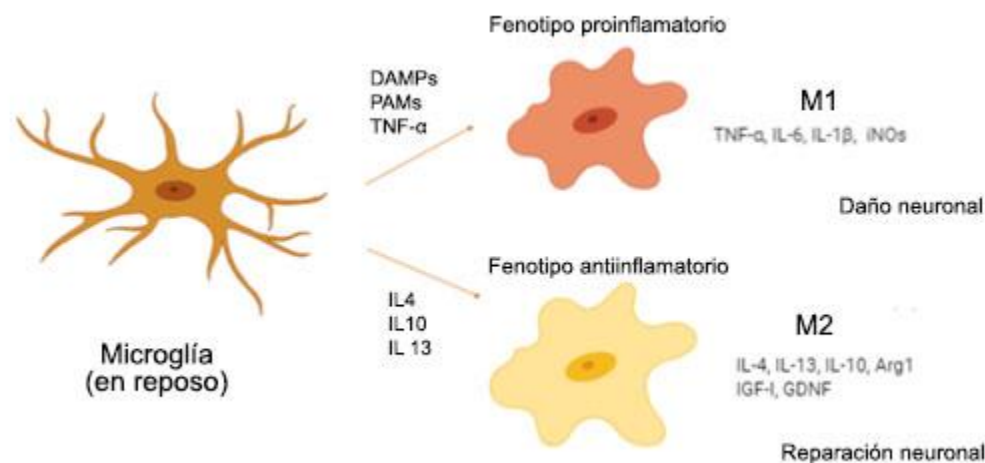 Fenotipo proinflamatorio
DAMPs
PAMs
TNF-α
M1
TNF-α, IL-6, IL-1β, iNOs
Daño neuronal
Microglía
(en reposo)
IL4
IL10
IL 13
Fenotipo antiinflamatorio
M2
IL-4, IL-13, IL-10, Arg1
IGF-I, GDNF
Reparación neuronal